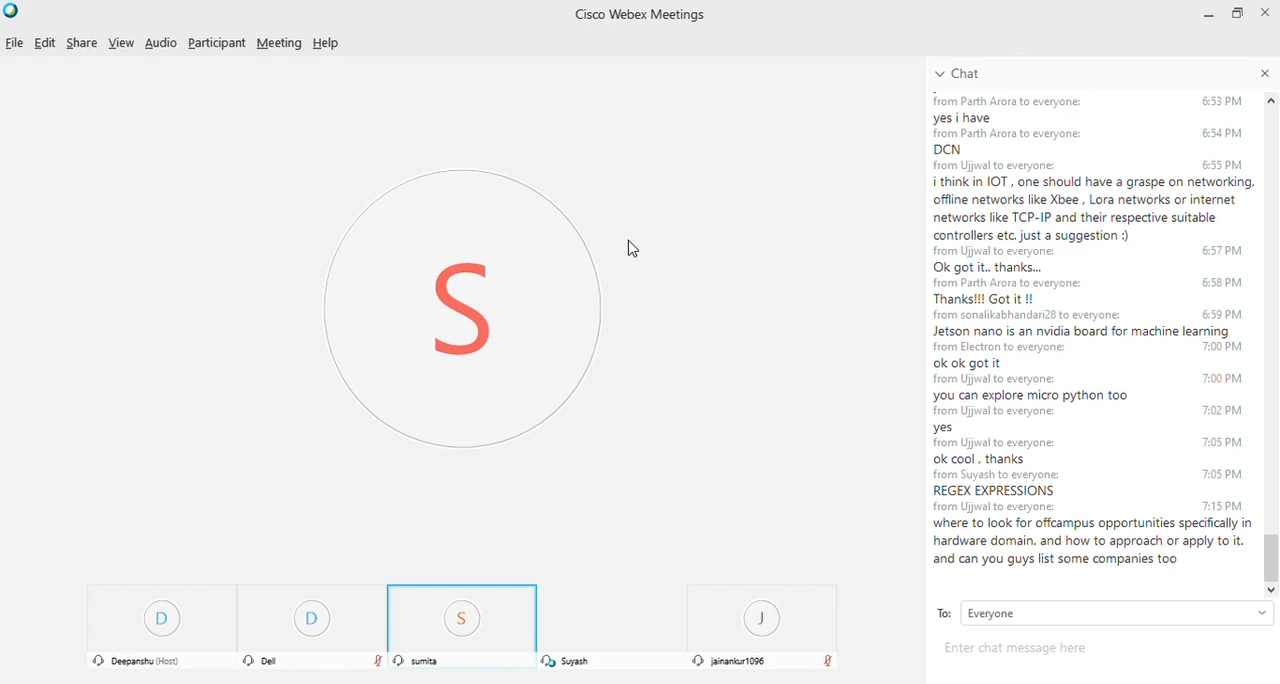 Cisco Webex Meetings
File Edit Share View Audio Participant Meeting Help
Chat
from Parth Arora to everyone: 6:53 PM
yes i have
from Parth Arora to everyone: 6:54 PM
DCN
from Ujjwal to everyone: 6:55 PM
i think in IOT , one should have a graspe on networking,
offline networks like Xbee , Lora networks or internet
networks like TCP-IP and their respective suitable
controllers etc. just a suggestion :)
from Ujjwal to everyone: 6:57 PM
Ok got it.. thanks...
from Parth Arora to everyone: 6:58 PM
Thanks!!! Got it !!
from sonalikabhandari28 to everyone: 6:59 PM
Jetson nano is an nvidia board for machine learning
from Electron to everyone: 7:00 PM
ok ok got it
from Ujjwal to everyone: 7:00 PM
you can explore micro python too
from Ujjwal to everyone: 7:02 PM
yes
from Ujjwal to everyone: 7:05 PM
ok cool , thanks
from Suyash to everyone: 7:05 PM
REGEX EXPRESSIONS
from Ujjwal to everyone: 7:15 PM
where to look for offcampus opportunities specifically in
hardware domain. and how to approach or apply to it.
and can you guys list some companies too
To: Everyone
Enter chat message here
S
D D S J
Deepanshu (Host) Dell sumita Suyash jainankur1096